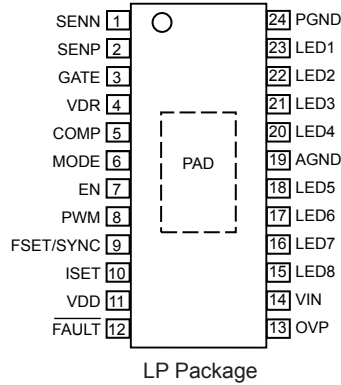 SENN 1
SENP 2
GATE 3
VDR 4
COMP 5
MODE 6
EN 7
PWM 8
FSET/SYNC 9
ISET 10
VDD 11
FAULT 12
PAD
24 PGND
23 LED1
22 LED2
21 LED3
20 LED4
19 AGND
18 LED5
17 LED6
16 LED7
15 LED8
14 VIN
13 OVP
LP Package